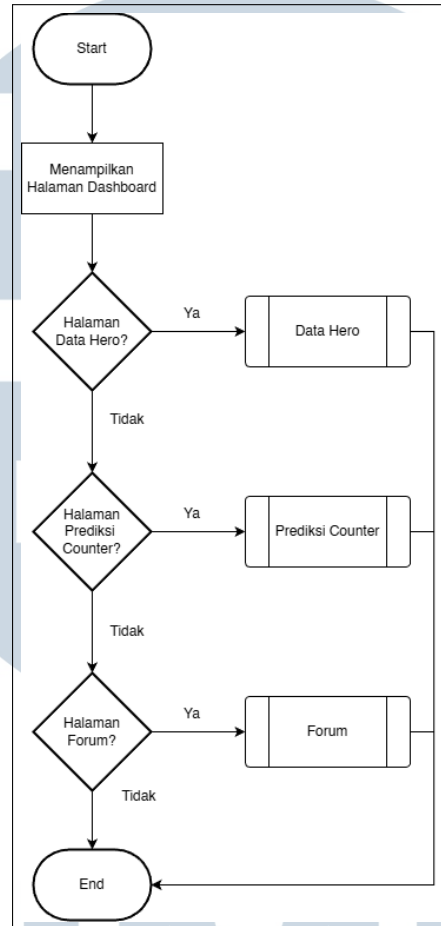 Start
Menampilkan
Halaman Dashboard
Halaman
Data Hero?
Ya
Data Hero
Tidak
Halaman
Prediksi
Counter?
Ya
Prediksi Counter
Tidak
Halaman
Forum?
Ya
Forum
Tidak
End